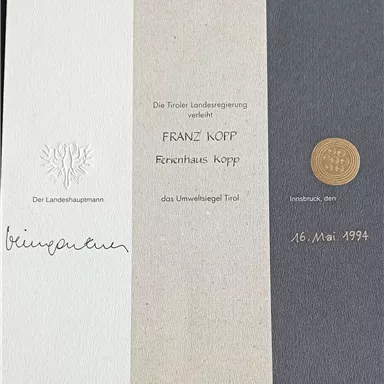 Die Tiroler Landesregierung
verleiht
FRANZ KOPP
Ferienhaus Kopp
das Umweltsiegel Tirol
Der Landeshauptmann
Innsbruck, den
16. Mai 1994